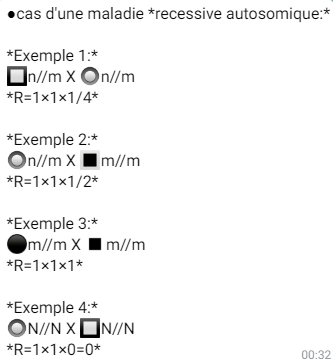 ●cas d'une maladie *recessive autosomique:*
*Exemple 1:*
🔲n//m X 🔘n//m
*R=1×1×1/4*
*Exemple 2:*
🔘n//m X ◾m//m
*R=1×1×1/2*
*Exemple 3:*
⚫m//m X ◾ m//m
*R=1×1×1*
*Exemple 4:*
🔘N//N X 🔲N//N
*R=1×1×0=0*
00:32